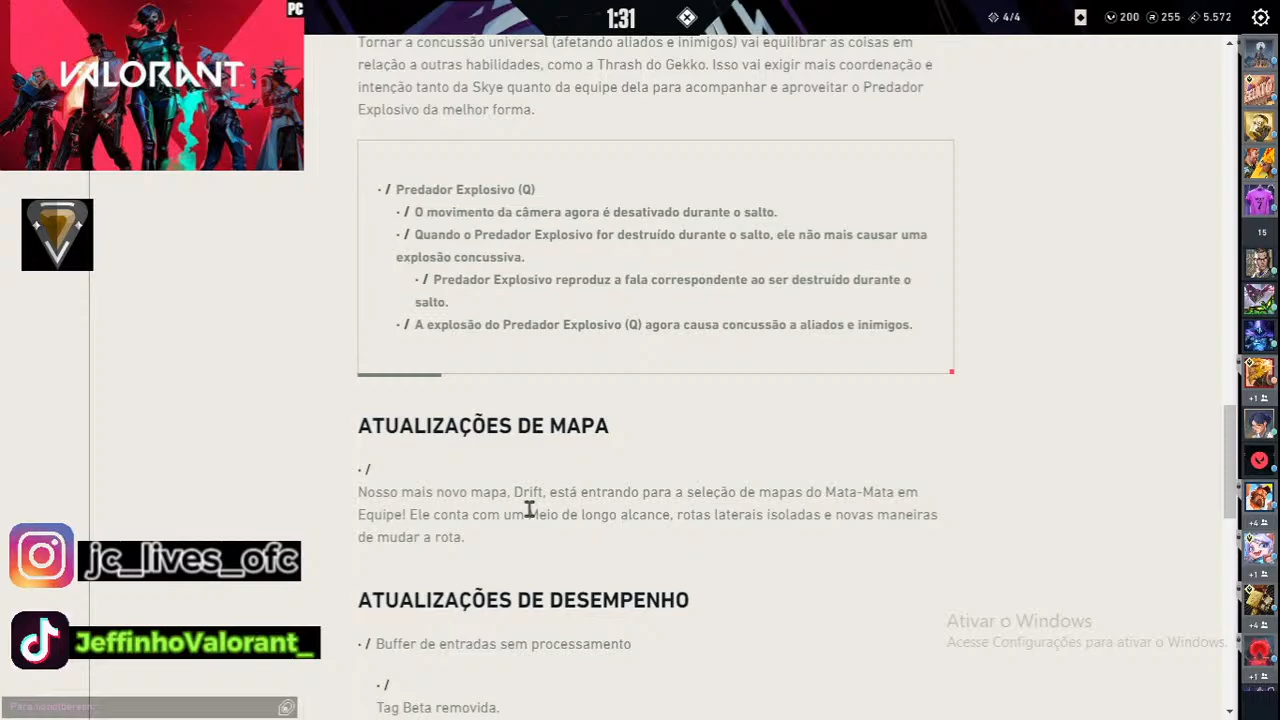 PC
VALORANT
1:31
4/4
200
255
5.572
Tornar a concussão universal (afetando aliados e inimigos) vai equilibrar as coisas em
relação a outras habilidades, como a Thrash do Gekko. Isso vai exigir mais coordenação e
intenção tanto da Skye quanto da equipe dela para acompanhar e aproveitar o Predador
Explosivo da melhor forma.
· / Predador Explosivo (Q)
· / O movimento da câmera agora é desativado durante o salto.
· / Quando o Predador Explosivo for destruído durante o salto, ele não mais causar uma
explosão concussiva.
· / Predador Explosivo reproduz a fala correspondente ao ser destruído durante o
salto.
· / A explosão do Predador Explosivo (Q) agora causa concussão a aliados e inimigos.
ATUALIZAÇÕES DE MAPA
· /
Nosso mais novo mapa, Drift, está entrando para a seleção de mapas do Mata-Mata em
Equipe! Ele conta com um Meio de longo alcance, rotas laterais isoladas e novas maneiras
de mudar a rota.
ATUALIZAÇÕES DE DESEMPENHO
· / Buffer de entradas sem processamento
· /
Tag Beta removida.
jc_lives_ofc
JeffinhoValorant_
Ativar o Windows
Acesse Configurações para ativar o Windows.
15
+1
+4
+1
+4
+1